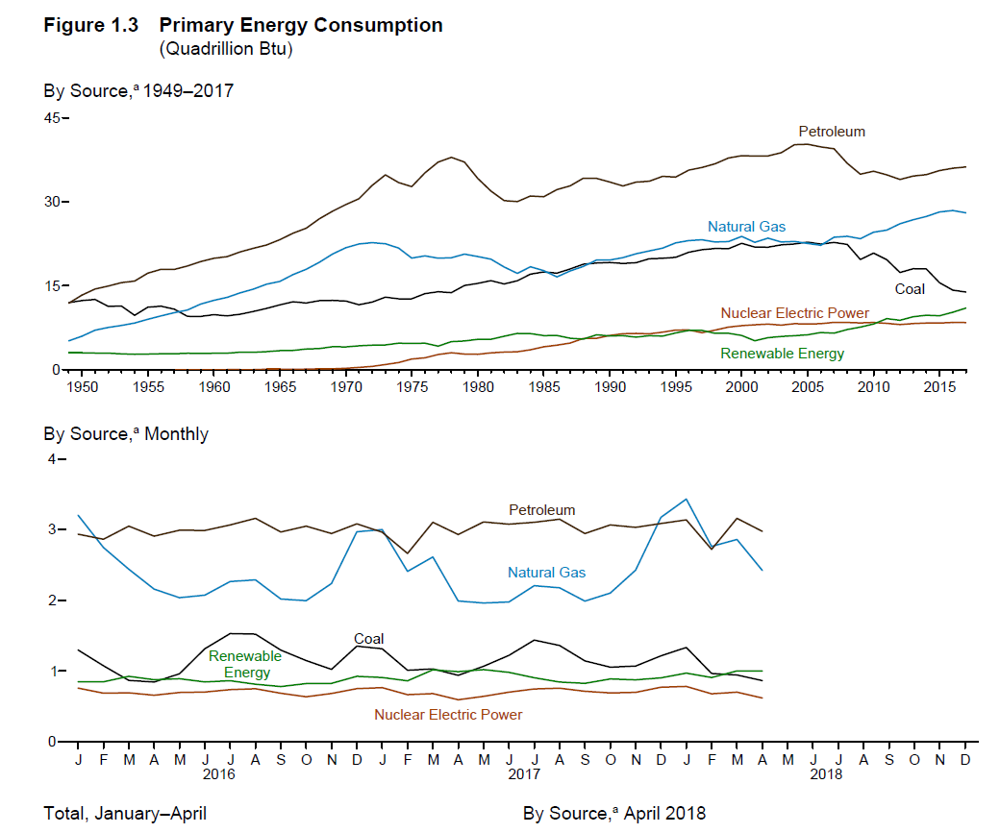 Figure 1.3 Primary Energy Consumption
(Quadrillion Btu)
By Source,ᵃ 1949–2017
45
Petroleum
30
Natural Gas
15
Coal
Nuclear Electric Power
Renewable Energy
0
1950 1955 1960 1965 1970 1975 1980 1985 1990 1995 2000 2005 2010 2015
By Source,ᵃ Monthly
4
Petroleum
3
Natural Gas
2
Coal
Renewable
Energy
1
Nuclear Electric Power
0
J F M A M J J A S O N D J F M A M J J A S O N D J F M A M J J A S O N D
2016 2017 2018
Total, January–April By Source,ᵃ April 2018